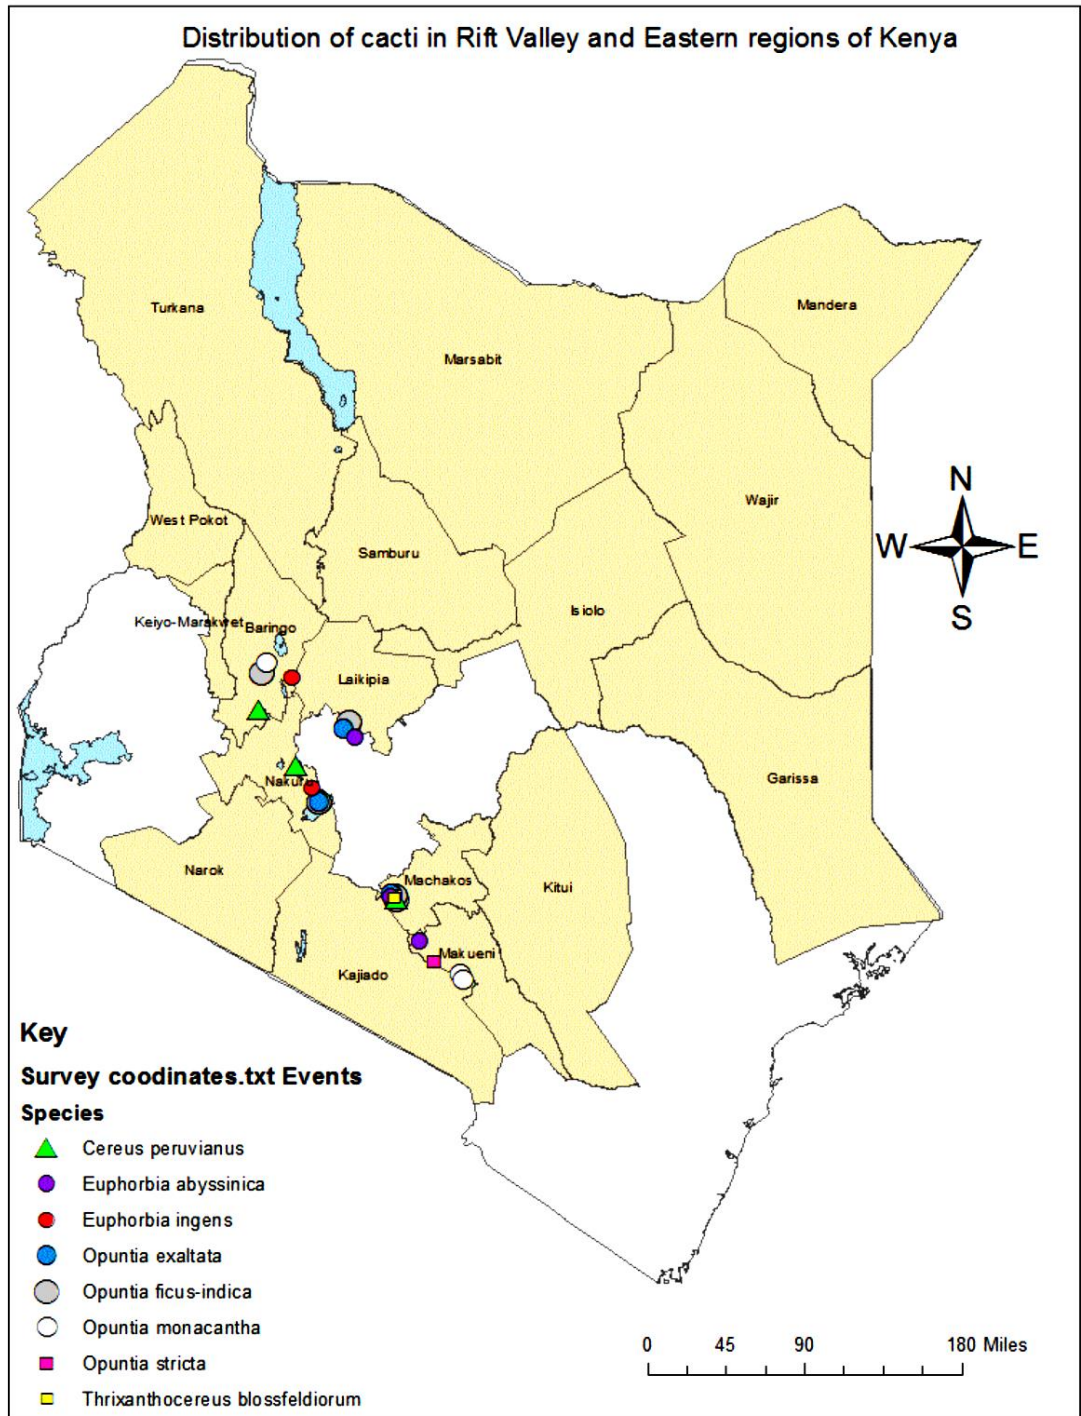 Distribution of cacti in Rift Valley and Eastern regions of Kenya
Turkana
Mandera
Marsabit
Wajir
N
W E
S
West Pokot
Samburu
Isiolo
Keiyo-Marakwet
Baringo
Laikipia
Nakuru
Garissa
Narok
Machakos
Kitui
Makueni
Kajiado
Key
Survey coodinates.txt Events
Species
Cereus peruvianus
Euphorbia abyssinica
Euphorbia ingens
Opuntia exaltata
Opuntia ficus-indica
Opuntia monacantha
Opuntia stricta
Thrixanthocereus blossfeldiorum
0 45 90 180 Miles